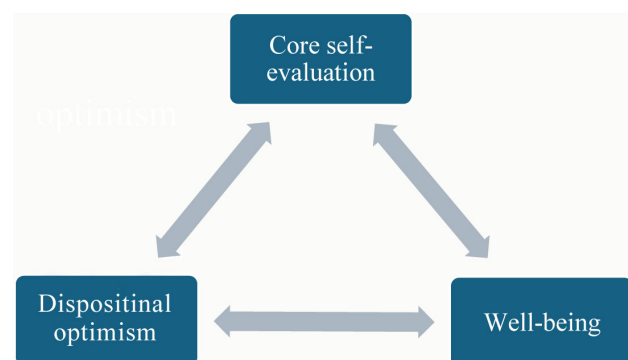 Core self-
evaluation
optimism
Dispositinal
optimism
Well-being